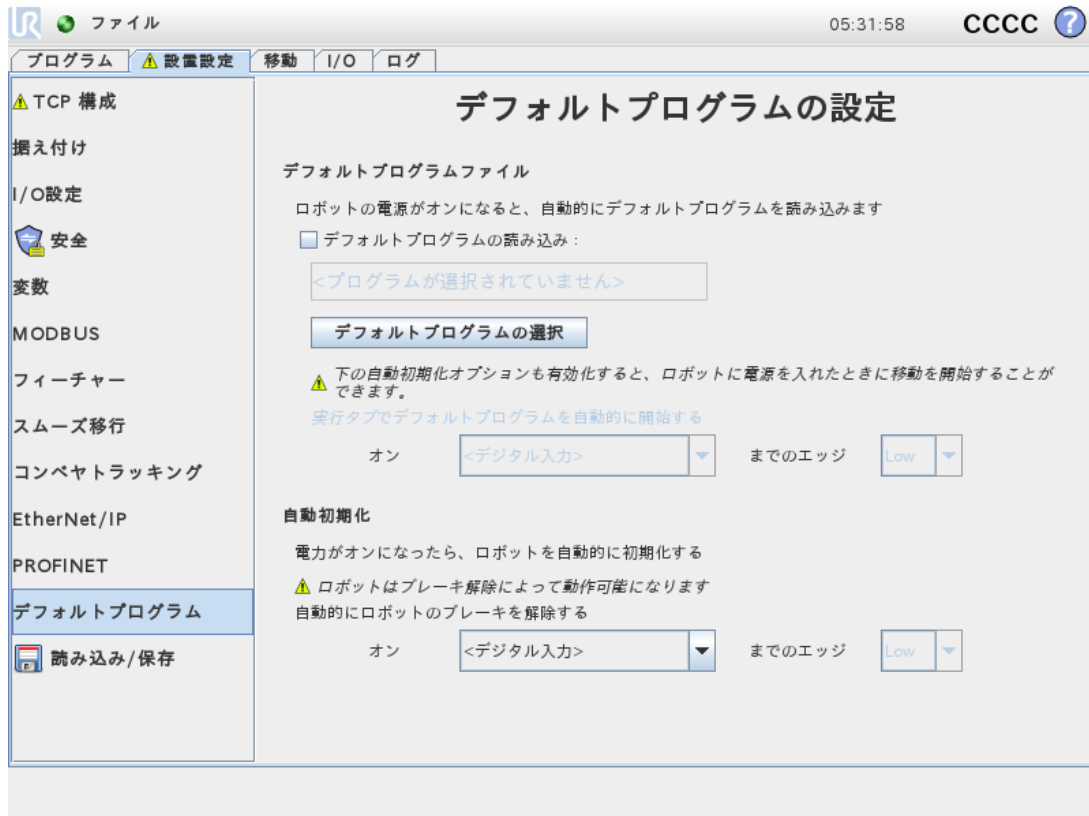 UR ファイル 05:31:58 CCCC ?
プログラム 設置設定 移動 I/O ログ
TCP 構成
据え付け
I/O設定
安全
変数
MODBUS
フィーチャー
スムーズ移行
コンベヤトラッキング
EtherNet/IP
PROFINET
デフォルトプログラム
読み込み/保存
デフォルトプログラムの設定
デフォルトプログラムファイル
ロボットの電源がオンになると、自動的にデフォルトプログラムを読み込みます
デフォルトプログラムの読み込み：
<プログラムが選択されていません>
デフォルトプログラムの選択
下の自動初期化オプションも有効化すると、ロボットに電源を入れたときに移動を開始することが
できます。
実行タブでデフォルトプログラムを自動的に開始する
オン <デジタル入力> までのエッジ Low
自動初期化
電力がオンになったら、ロボットを自動的に初期化する
ロボットはブレーキ解除によって動作可能になります
自動的にロボットのブレーキを解除する
オン <デジタル入力> までのエッジ Low